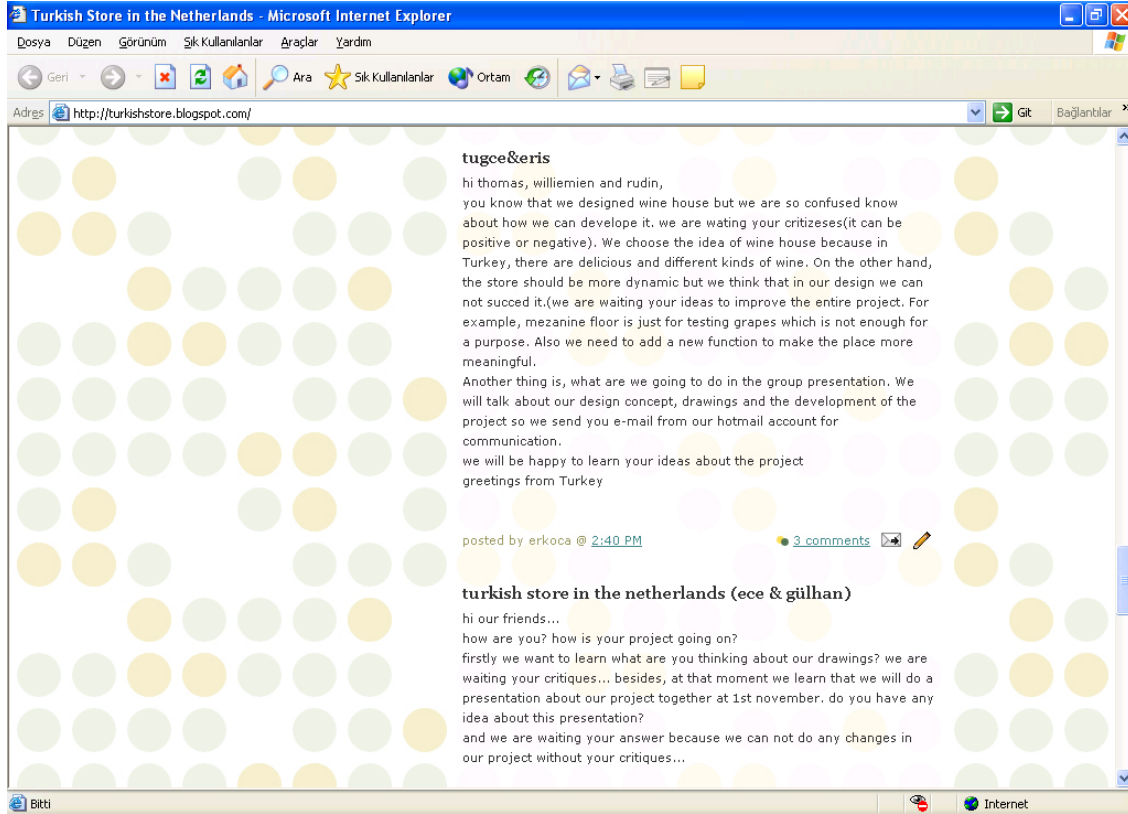 Turkish Store in the Netherlands - Microsoft Internet Explorer
Dosya Düzen Görünüm Sık Kullanılanlar Araçlar Yardım
Geri Ara Sık Kullanılanlar Ortam
Adres http://turkishstore.blogspot.com/ Git Bağlantılar »
tugce&eris
hi thomas, williemien and rudin,
you know that we designed wine house but we are so confused know
about how we can develope it. we are wating your critizeses(it can be
positive or negative). We choose the idea of wine house because in
Turkey, there are delicious and different kinds of wine. On the other hand,
the store should be more dynamic but we think that in our design we can
not succed it.(we are waiting your ideas to improve the entire project. For
example, mezanine floor is just for testing grapes which is not enough for
a purpose. Also we need to add a new function to make the place more
meaningful.
Another thing is, what are we going to do in the group presentation. We
will talk about our design concept, drawings and the development of the
project so we send you e-mail from our hotmail account for
communication.
we will be happy to learn your ideas about the project
greetings from Turkey
posted by erkoca @ 2:40 PM 3 comments
turkish store in the netherlands (ece & gülhan)
hi our friends...
how are you? how is your project going on?
firstly we want to learn what are you thinking about our drawings? we are
waiting your critiques... besides, at that moment we learn that we will do a
presentation about our project together at 1st november. do you have any
idea about this presentation?
and we are waiting your answer because we can not do any changes in
our project without your critiques...
Bitti Internet